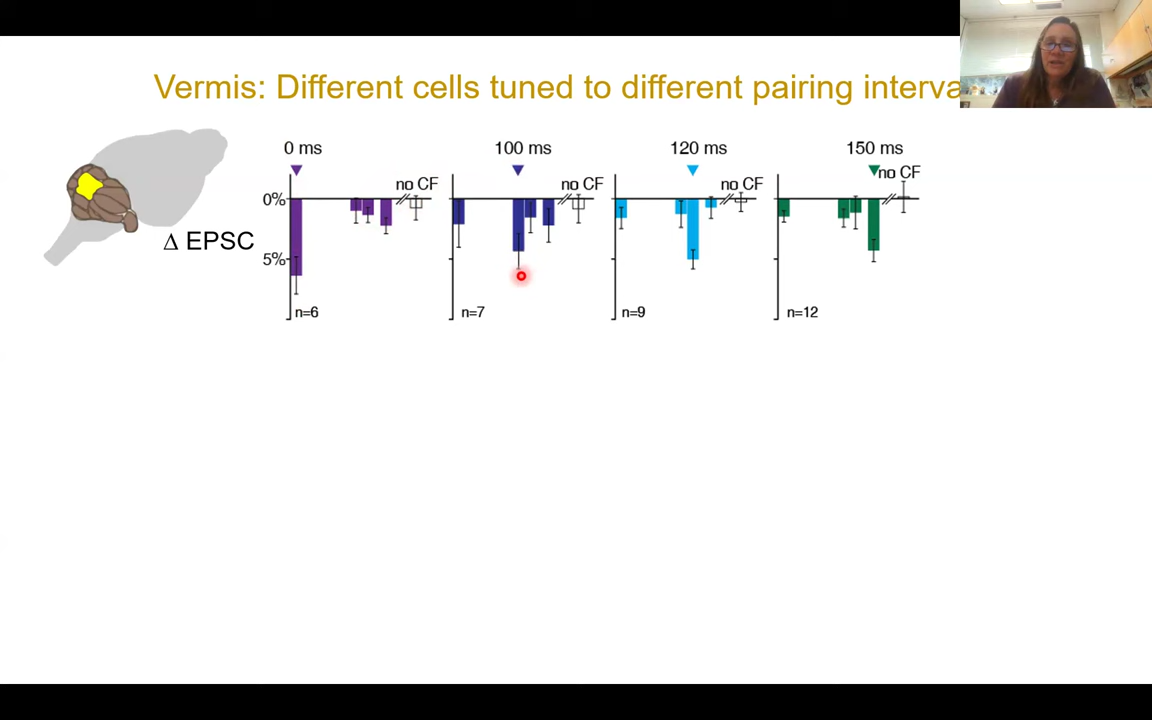 Vermis: Different cells tuned to different pairing interva
0 ms
100 ms
120 ms
150 ms
no CF
no CF
no CF
no CF
0%
Δ EPSC
5%
n=6
n=7
n=9
n=12